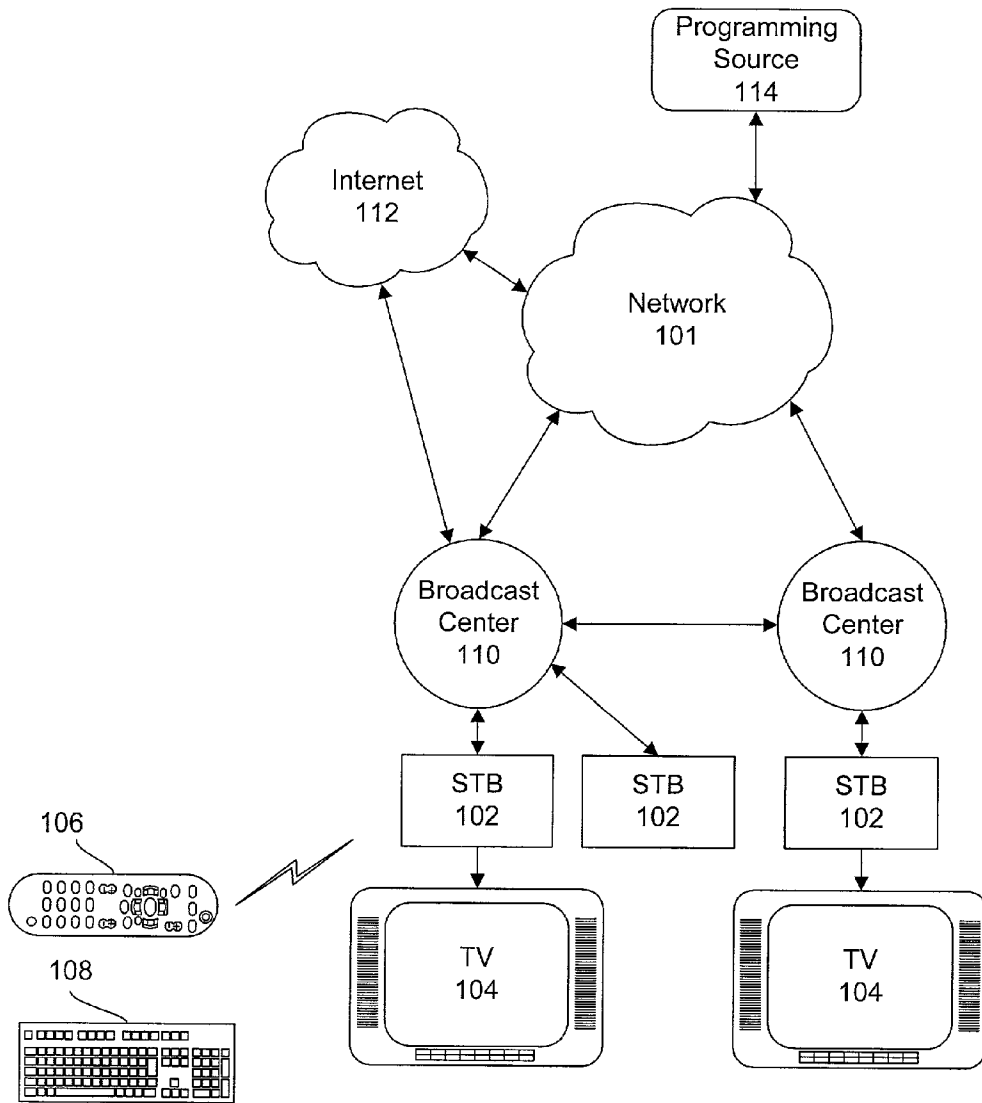 Programming
Source
114
Internet
112
Network
101
Broadcast
Center
110
Broadcast
Center
110
STB
102
STB
102
STB
102
106
TV
104
TV
104
108